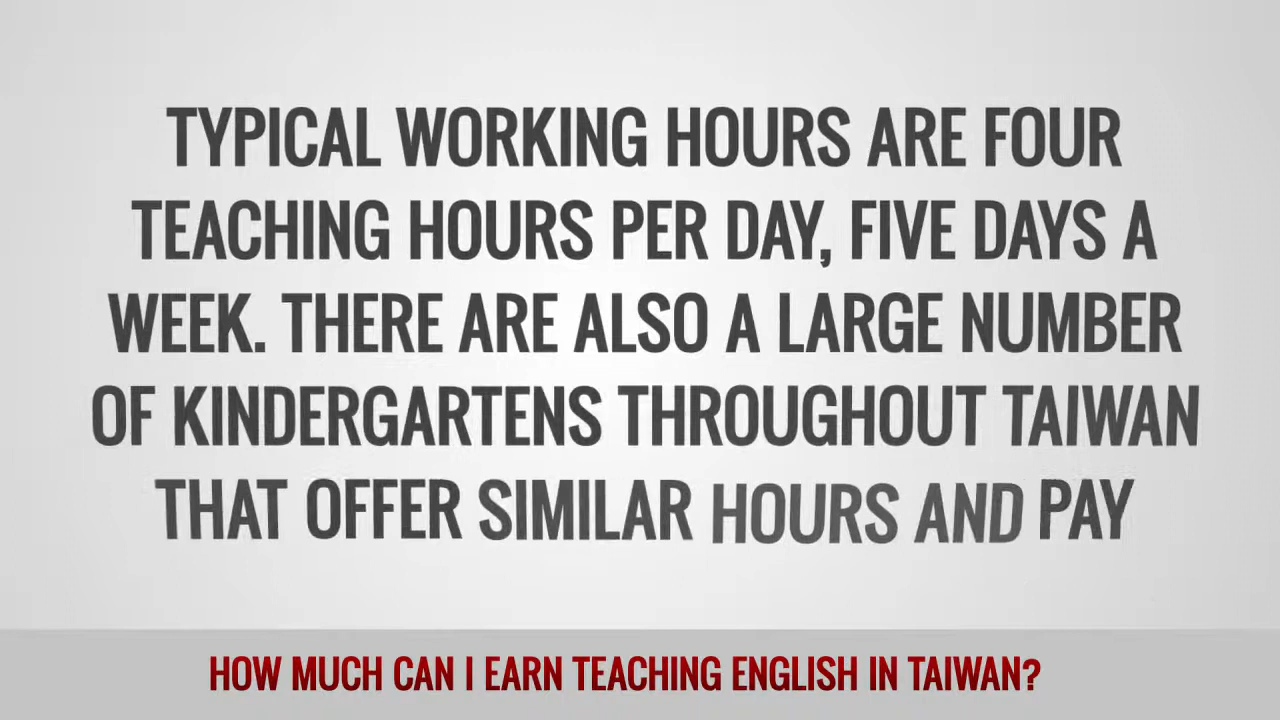 TYPICAL WORKING HOURS ARE FOUR
TEACHING HOURS PER DAY, FIVE DAYS A
WEEK. THERE ARE ALSO A LARGE NUMBER
OF KINDERGARTENS THROUGHOUT TAIWAN
THAT OFFER SIMILAR HOURS AND PAY
HOW MUCH CAN I EARN TEACHING ENGLISH IN TAIWAN?